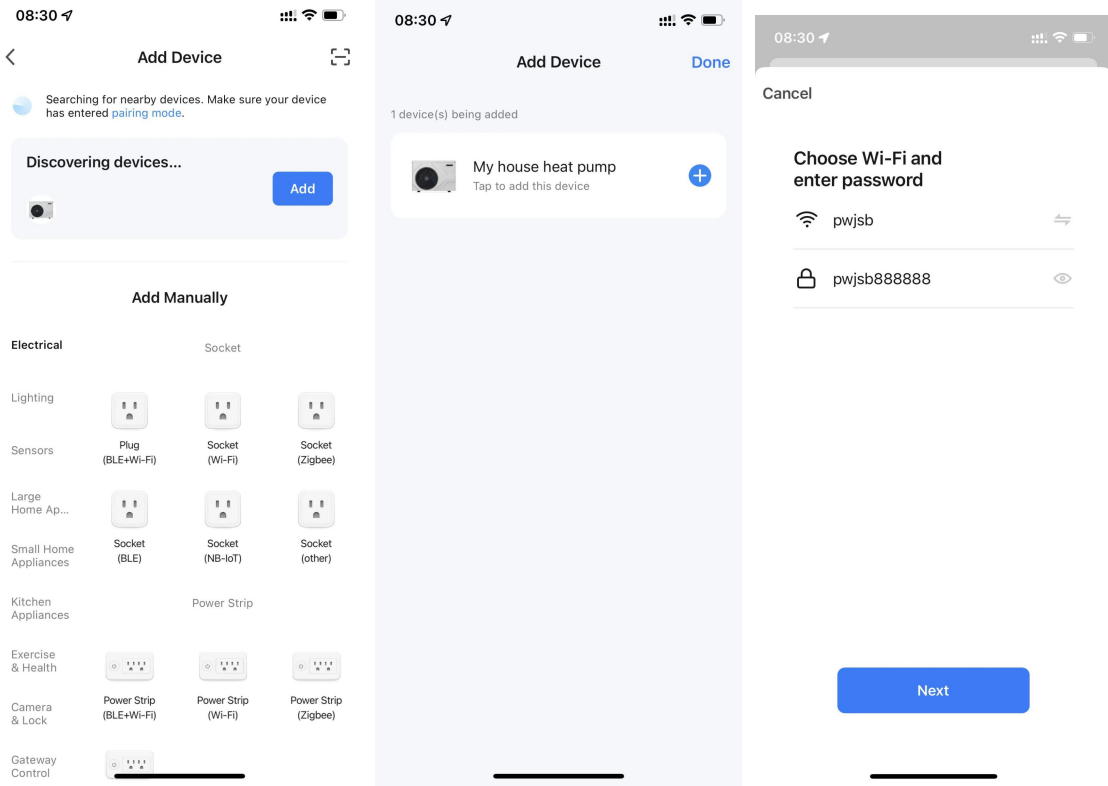 08:30
Add Device
Searching for nearby devices. Make sure your device
has entered pairing mode.
Discovering devices...
Add
Add Manually
Electrical
Socket
Lighting
Plug
(BLE+Wi-Fi)
Socket
(Wi-Fi)
Socket
(Zigbee)
Sensors
Large
Home Ap...
Socket
(BLE)
Socket
(NB-IoT)
Socket
(other)
Small Home
Appliances
Kitchen
Appliances
Power Strip
Exercise
& Health
Power Strip
(BLE+Wi-Fi)
Power Strip
(Wi-Fi)
Power Strip
(Zigbee)
Camera
& Lock
Gateway
Control
08:30
Add Device
Done
1 device(s) being added
My house heat pump
Tap to add this device
08:30
Cancel
Choose Wi-Fi and
enter password
pwjsb
pwjsb888888
Next